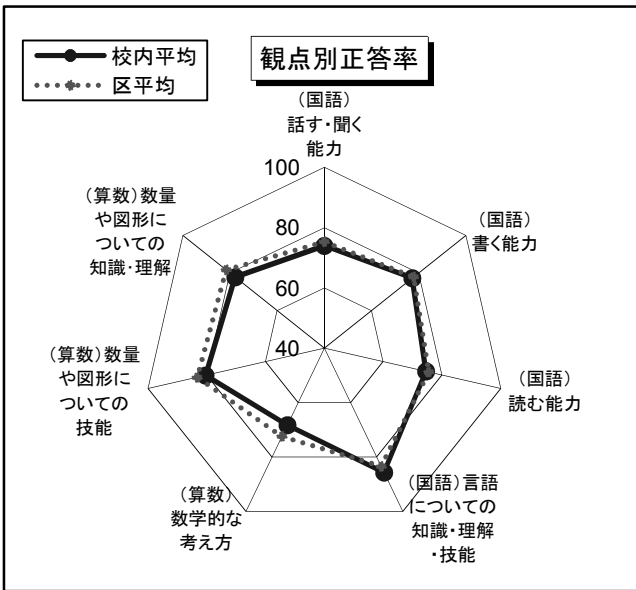 観点別正答率
校内平均
区平均
(国語)
話す・聞く
能力
(国語)
書く能力
(国語)
読む能力
(国語)言語
についての
知識・理解
・技能
(算数)
数学的な
考え方
(算数)数量
や図形に
ついての
技能
(算数)数量
や図形に
ついての
知識・理解
100
80
60
40